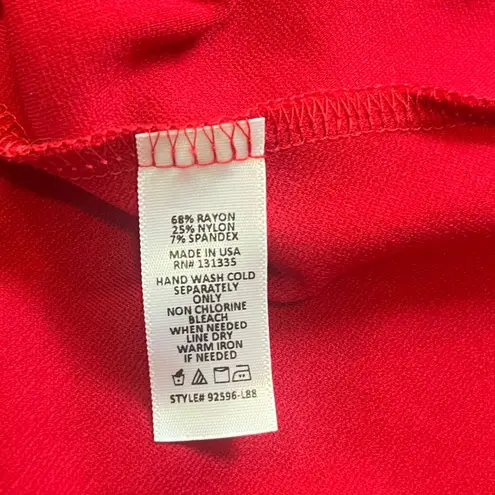 68% RAYON
25% NYLON
7% SPANDEX
MADE IN USA
RN# 131335
HAND WASH COLD
SEPARATELY
ONLY
NON CHLORINE
BLEACH
WHEN NEEDED
LINE DRY
WARM IRON
IF NEEDED
STYLE# 92596-LBB